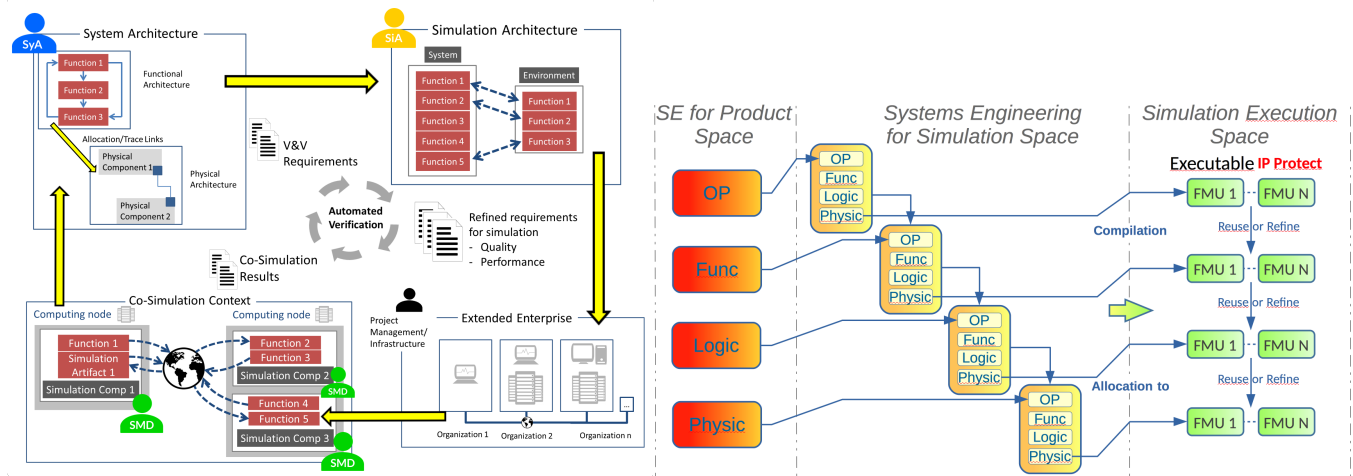 SyA
System Architecture
Function 1
Function 2
Function 3
Functional
Architecture
Allocation/Trace Links
Physical
Component 1
Physical
Component 2
Physical
Architecture
SiA
Simulation Architecture
System
Function 1
Function 2
Function 3
Function 4
Function 5
Environment
Function 1
Function 2
Function 3
V&V
Requirements
Automated
Verification
Refined requirements
for simulation
- Quality
- Performance
Co-Simulation
Results
Co-Simulation Context
Computing node
Function 1
Simulation
Artifact 1
Simulation Comp 1
SMD
Computing node
Function 2
Function 3
Simulation Comp 2
SMD
Function 4
Function 5
Simulation Comp 3
SMD
Project
Management/
Infrastructure
Extended Enterprise
...
Organization 1
Organization 2
Organization n
SE for Product
Space
OP
Func
Logic
Physic
Systems Engineering
for Simulation Space
OP
Func
Logic
Physic
OP
Func
Logic
Physic
OP
Func
Logic
Physic
OP
Func
Logic
Physic
Compilation
Allocation to
Simulation Execution
Space
Executable IP Protect
FMU 1 FMU N
Reuse or Refine
FMU 1 FMU N
Reuse or Refine
FMU 1 FMU N
Reuse or Refine
FMU 1 FMU N